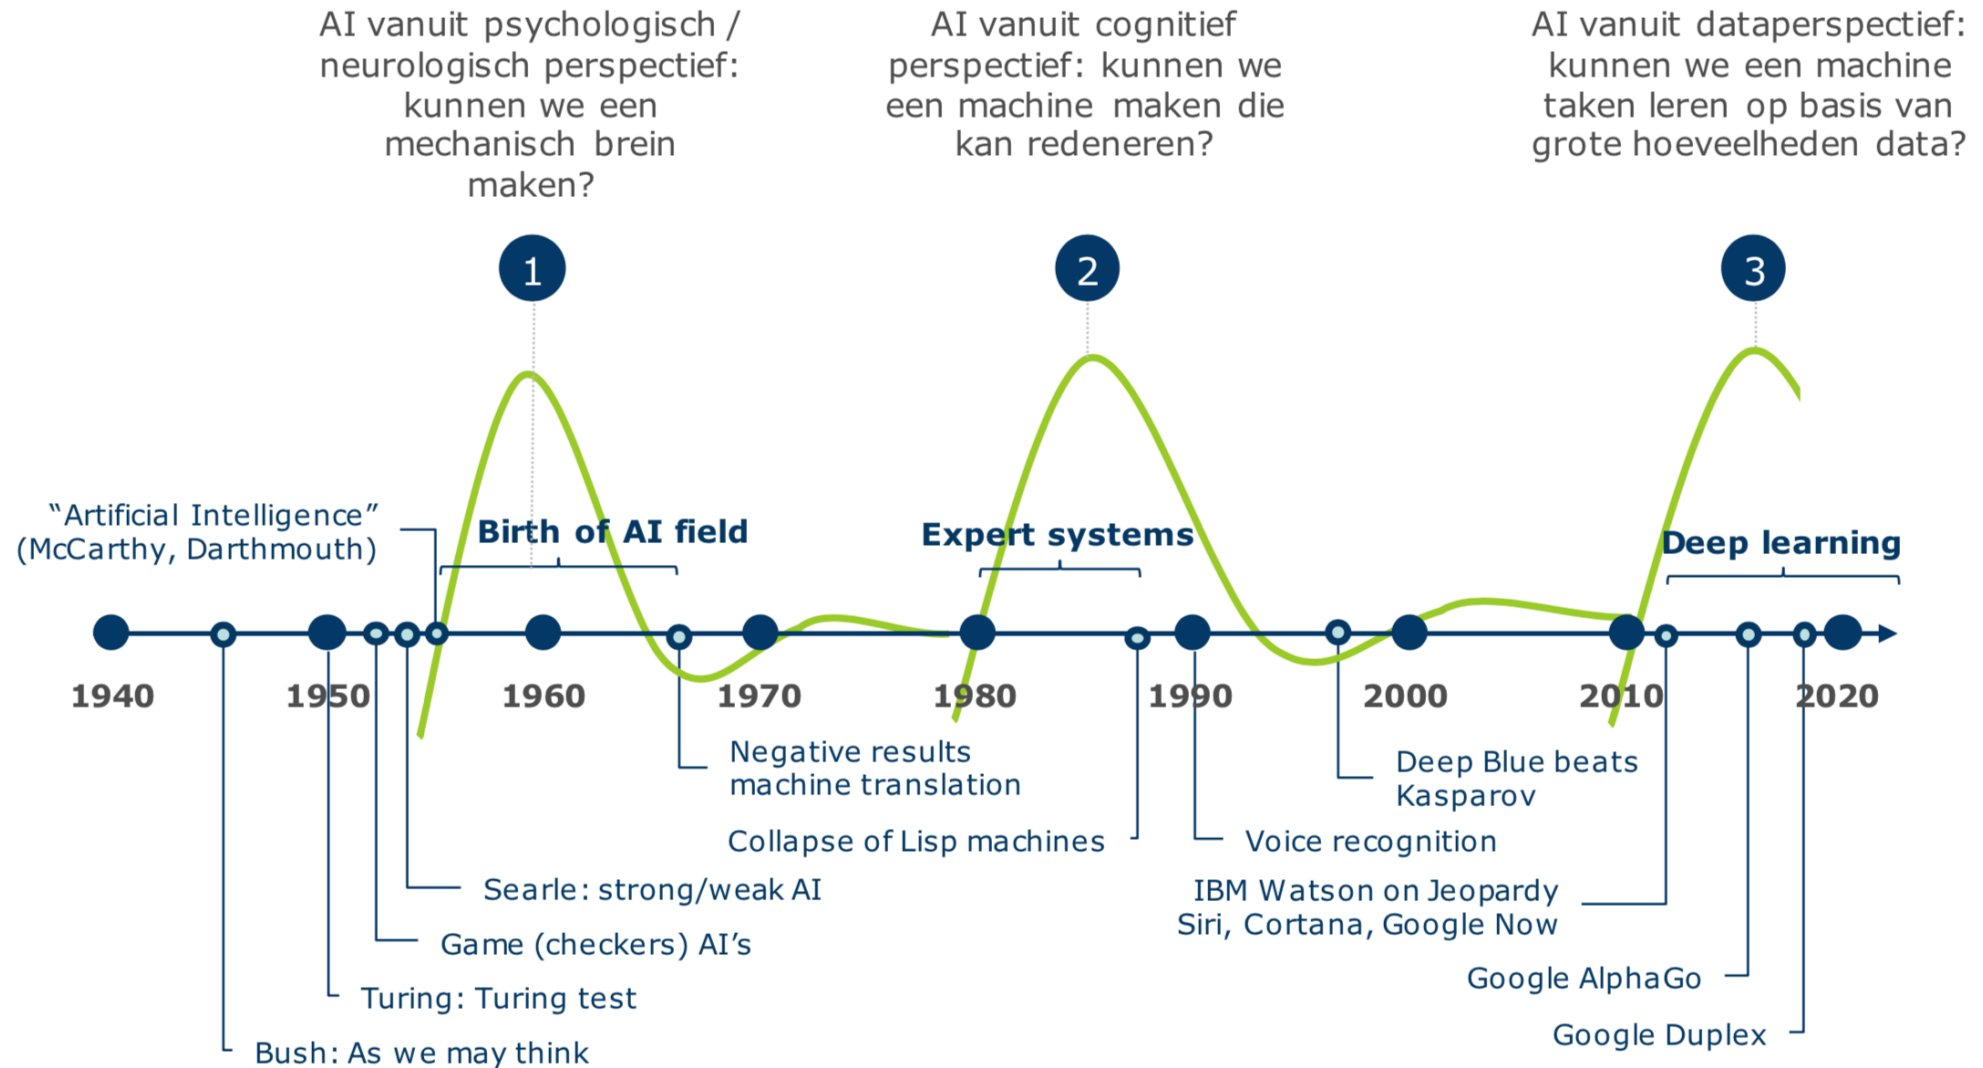 AI vanuit psychologisch /
neurologisch perspectief:
kunnen we een
mechanisch brein
maken?
AI vanuit cognitief
perspectief: kunnen we
een machine maken die
kan redeneren?
AI vanuit dataperspectief:
kunnen we een machine
taken leren op basis van
grote hoeveelheden data?
1
2
3
“Artificial Intelligence”
(McCarthy, Darthmouth)
Birth of AI field
Expert systems
Deep learning
1940
1950
1960
1970
1980
1990
2000
2010
2020
Negative results
machine translation
Deep Blue beats
Kasparov
Collapse of Lisp machines
Voice recognition
Searle: strong/weak AI
IBM Watson on Jeopardy
Siri, Cortana, Google Now
Game (checkers) AI’s
Google AlphaGo
Turing: Turing test
Google Duplex
Bush: As we may think